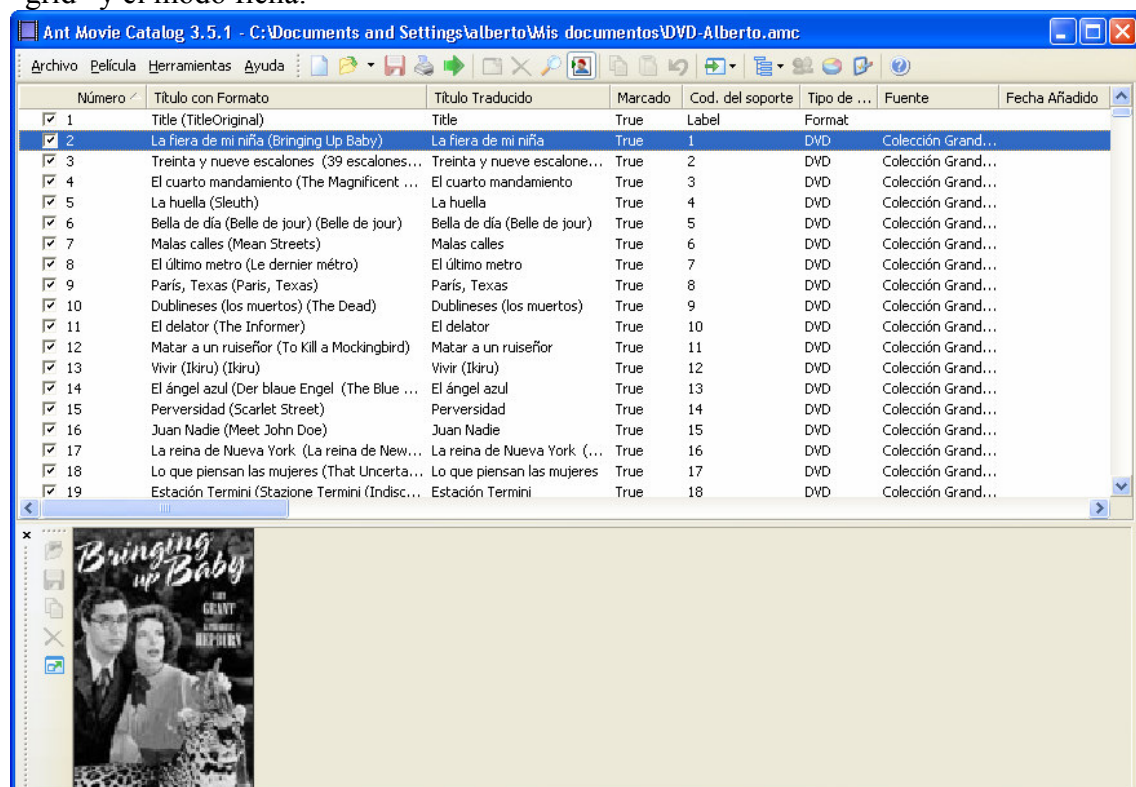 "grid" y el modo ficha.
Ant Movie Catalog 3.5.1 - C:\Documents and Settings\alberto\Mis documentos\DVD-Alberto.amc
Archivo Película Herramientas Ayuda
Número Título con Formato Título Traducido Marcado Cod. del soporte Tipo de ... Fuente Fecha Añadido
1 Title (TitleOriginal) Title True Label Format
2 La fiera de mi niña (Bringing Up Baby) La fiera de mi niña True 1 DVD Colección Grand...
3 Treinta y nueve escalones (39 escalones... Treinta y nueve escalone... True 2 DVD Colección Grand...
4 El cuarto mandamiento (The Magnificent ... El cuarto mandamiento True 3 DVD Colección Grand...
5 La huella (Sleuth) La huella True 4 DVD Colección Grand...
6 Bella de día (Belle de jour) (Belle de jour) Bella de día (Belle de jour) True 5 DVD Colección Grand...
7 Malas calles (Mean Streets) Malas calles True 6 DVD Colección Grand...
8 El último metro (Le dernier métro) El último metro True 7 DVD Colección Grand...
9 París, Texas (Paris, Texas) París, Texas True 8 DVD Colección Grand...
10 Dublineses (los muertos) (The Dead) Dublineses (los muertos) True 9 DVD Colección Grand...
11 El delator (The Informer) El delator True 10 DVD Colección Grand...
12 Matar a un ruiseñor (To Kill a Mockingbird) Matar a un ruiseñor True 11 DVD Colección Grand...
13 Vivir (Ikiru) (Ikiru) Vivir (Ikiru) True 12 DVD Colección Grand...
14 El ángel azul (Der blaue Engel (The Blue ... El ángel azul True 13 DVD Colección Grand...
15 Perversidad (Scarlet Street) Perversidad True 14 DVD Colección Grand...
16 Juan Nadie (Meet John Doe) Juan Nadie True 15 DVD Colección Grand...
17 La reina de Nueva York (La reina de New... La reina de Nueva York (... True 16 DVD Colección Grand...
18 Lo que piensan las mujeres (That Uncerta... Lo que piensan las mujeres True 17 DVD Colección Grand...
19 Estación Termini (Stazione Termini (Indisc... Estación Termini True 18 DVD Colección Grand...
Bringing
up Baby
GRANT
HEPBURN